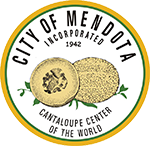 CITY OF MENDOTA
INCORPORATED
1942
CANTALOUPE CENTER
OF THE WORLD